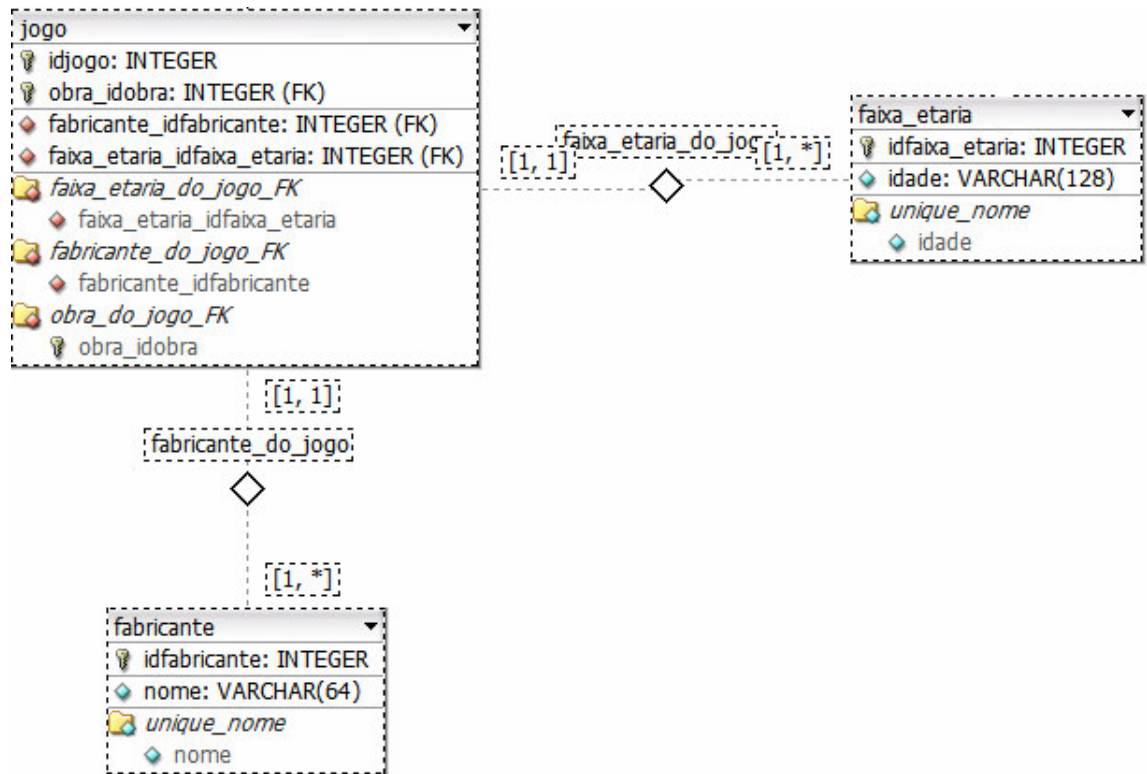 jogo
idjogo: INTEGER
obra_idobra: INTEGER (FK)
fabricante_idfabricante: INTEGER (FK)
faixa_etaria_idfaixa_etaria: INTEGER (FK)
faixa_etaria_do_jogo_FK
faixa_etaria_idfaixa_etaria
fabricante_do_jogo_FK
fabricante_idfabricante
obra_do_jogo_FK
obra_idobra
[1, 1]
faixa_etaria_do_jog
[1, *]
faixa_etaria
idfaixa_etaria: INTEGER
idade: VARCHAR(128)
unique_nome
idade
[1, 1]
fabricante_do_jogo
[1, *]
fabricante
idfabricante: INTEGER
nome: VARCHAR(64)
unique_nome
nome